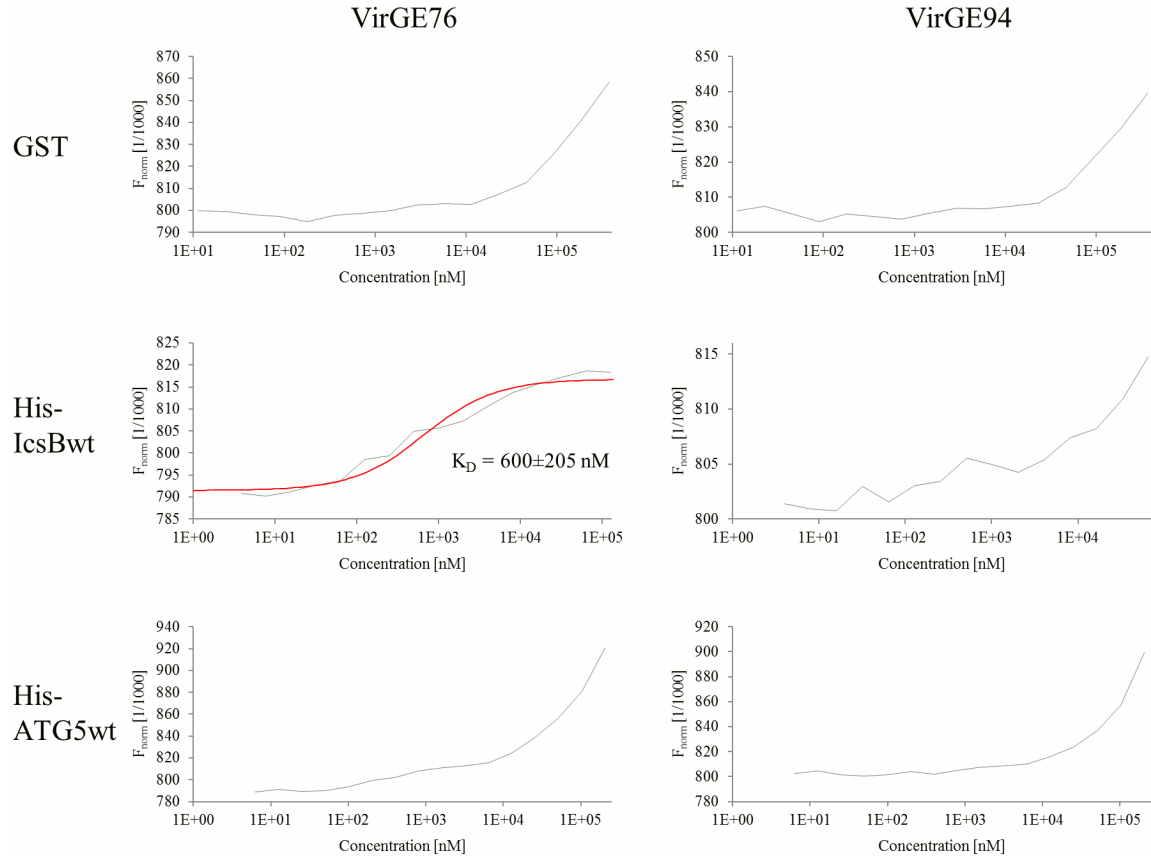 VirGE76
VirGE94
GST
F_norm [1/1000]
870
860
850
840
830
820
810
800
790
1E+01 1E+02 1E+03 1E+04 1E+05
Concentration [nM]
F_norm [1/1000]
850
840
830
820
810
800
1E+01 1E+02 1E+03 1E+04 1E+05
Concentration [nM]
His-
IcsBwt
F_norm [1/1000]
825
820
815
810
805
800
795
790
785
K_D = 600±205 nM
1E+00 1E+01 1E+02 1E+03 1E+04 1E+05
Concentration [nM]
F_norm [1/1000]
815
810
805
800
1E+00 1E+01 1E+02 1E+03 1E+04
Concentration [nM]
His-
ATG5wt
F_norm [1/1000]
940
920
900
880
860
840
820
800
780
1E+00 1E+01 1E+02 1E+03 1E+04 1E+05
Concentration [nM]
F_norm [1/1000]
920
900
880
860
840
820
800
780
1E+00 1E+01 1E+02 1E+03 1E+04 1E+05
Concentration [nM]